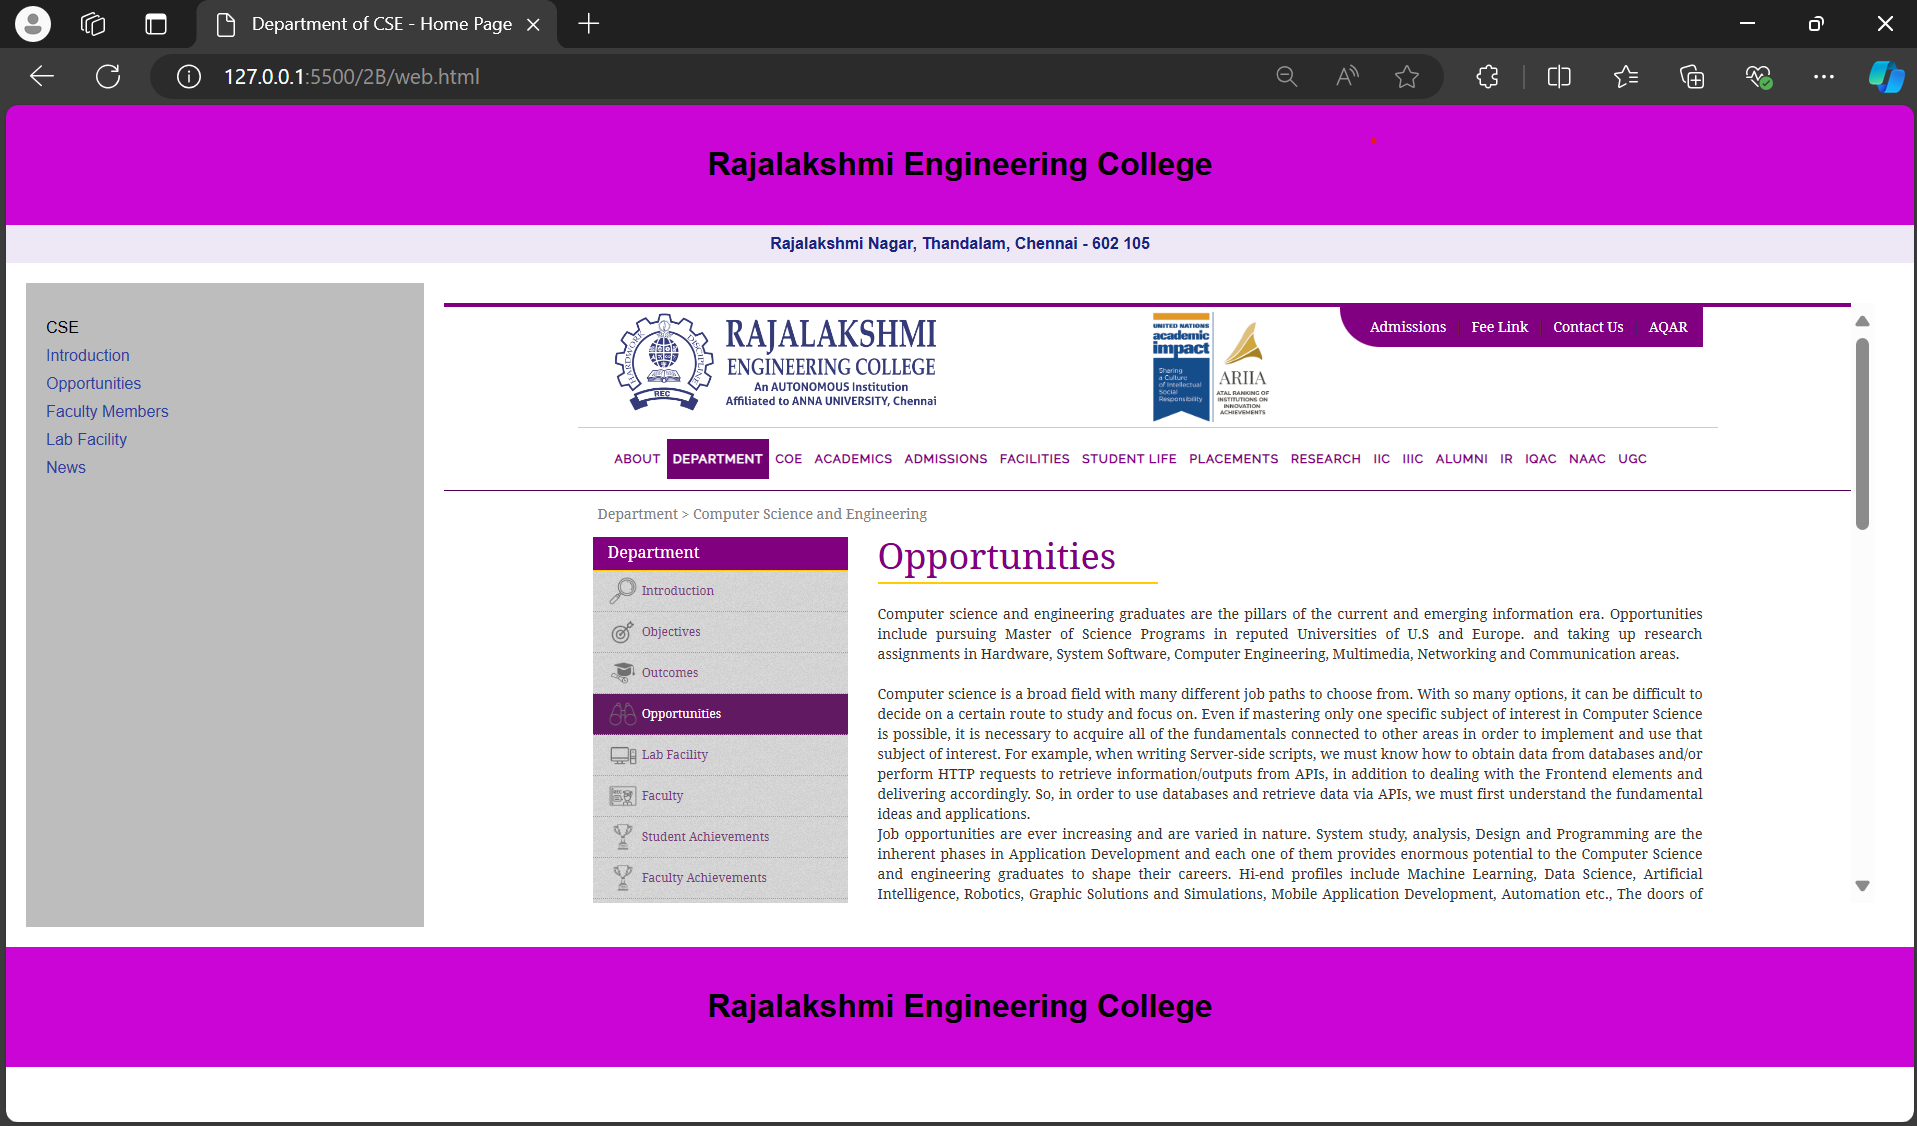 Department of CSE - Home Page
127.0.0.1:5500/2B/web.html
Rajalakshmi Engineering College
Rajalakshmi Nagar, Thandalam, Chennai - 602 105
CSE
Introduction
Opportunities
Faculty Members
Lab Facility
News
HARDWORK DISCIPLINE
REC
RAJALAKSHMI
ENGINEERING COLLEGE
An AUTONOMOUS Institution
Affiliated to ANNA UNIVERSITY, Chennai
UNITED NATIONS
academic
impact
Sharing
a Culture
of Intellectual
Social
Responsibility
ARIIA
ATAL RANKING OF
INSTITUTIONS ON
INNOVATION
ACHIEVEMENTS
Admissions Fee Link Contact Us AQAR
ABOUT DEPARTMENT COE ACADEMICS ADMISSIONS FACILITIES STUDENT LIFE PLACEMENTS RESEARCH IIC IIIC ALUMNI IR IQAC NAAC UGC
Department > Computer Science and Engineering
Department
Introduction
Objectives
Outcomes
Opportunities
Lab Facility
Faculty
Student Achievements
Faculty Achievements
Opportunities
Computer science and engineering graduates are the pillars of the current and emerging information era. Opportunities
include pursuing Master of Science Programs in reputed Universities of U.S and Europe. and taking up research
assignments in Hardware, System Software, Computer Engineering, Multimedia, Networking and Communication areas.
Computer science is a broad field with many different job paths to choose from. With so many options, it can be difficult to
decide on a certain route to study and focus on. Even if mastering only one specific subject of interest in Computer Science
is possible, it is necessary to acquire all of the fundamentals connected to other areas in order to implement and use that
subject of interest. For example, when writing Server-side scripts, we must know how to obtain data from databases and/or
perform HTTP requests to retrieve information/outputs from APIs, in addition to dealing with the Frontend elements and
delivering accordingly. So, in order to use databases and retrieve data via APIs, we must first understand the fundamental
ideas and applications.
Job opportunities are ever increasing and are varied in nature. System study, analysis, Design and Programming are the
inherent phases in Application Development and each one of them provides enormous potential to the Computer Science
and engineering graduates to shape their careers. Hi-end profiles include Machine Learning, Data Science, Artificial
Intelligence, Robotics, Graphic Solutions and Simulations, Mobile Application Development, Automation etc., The doors of
Rajalakshmi Engineering College